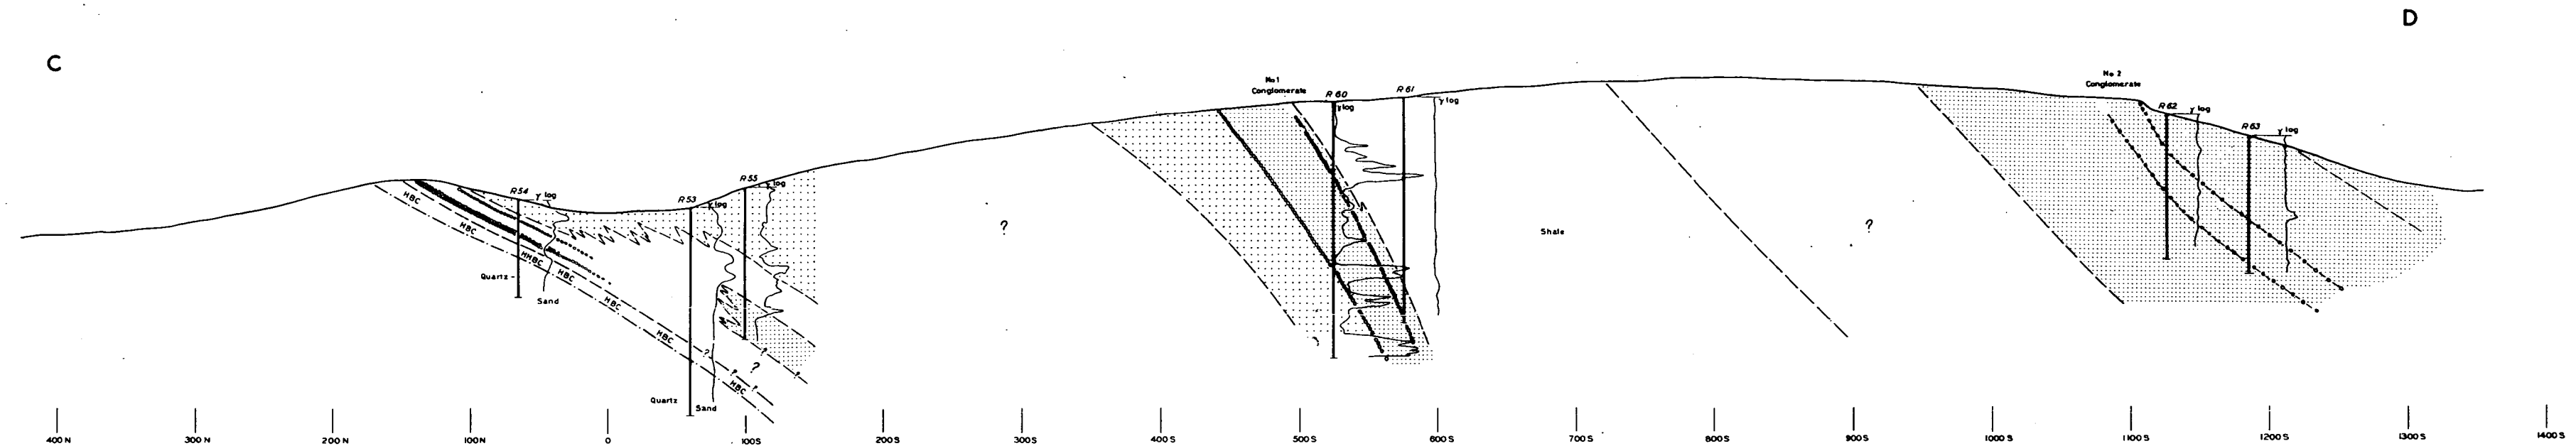 C
D
No 1
Conglomerate
R 60
γ log
R 61
γ log
No 2
Conglomerate
R 62
γ log
R 63
γ log
R 54
γ log
R 53
γ log
R 55
γ log
HBC
HBC
HHBC
HBC
HBC
HBC
HBC
Quartz
Sand
Quartz
Sand
?
?
?
?
?
?
?
?
Shale
?
400 N
300 N
200 N
100 N
0
100 S
200 S
300 S
400 S
500 S
600 S
700 S
800 S
900 S
1000 S
1100 S
1200 S
1300 S
1400 S